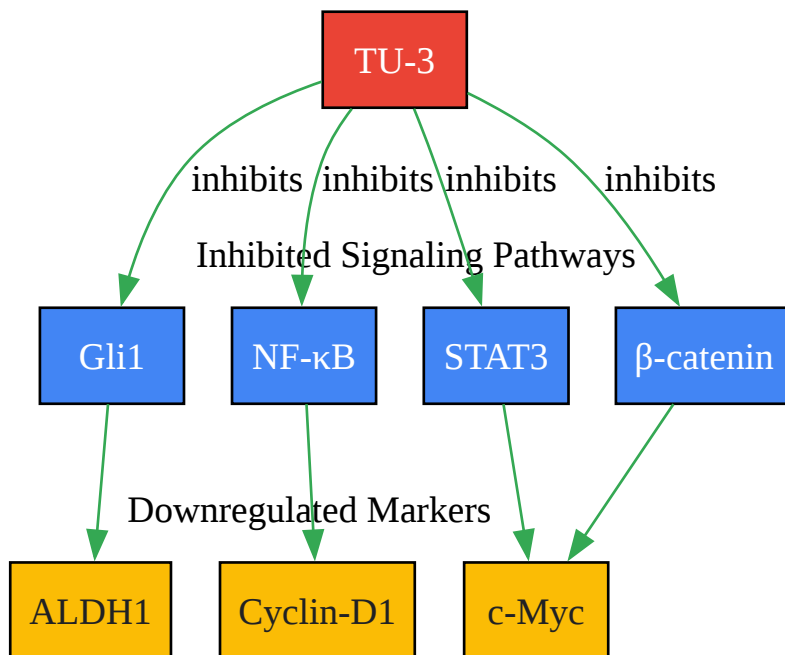 TU-3
inhibits inhibits inhibits inhibits
Inhibited Signaling Pathways
Gli1 NF-κB STAT3 β-catenin
Downregulated Markers
ALDH1 Cyclin-D1 c-Myc